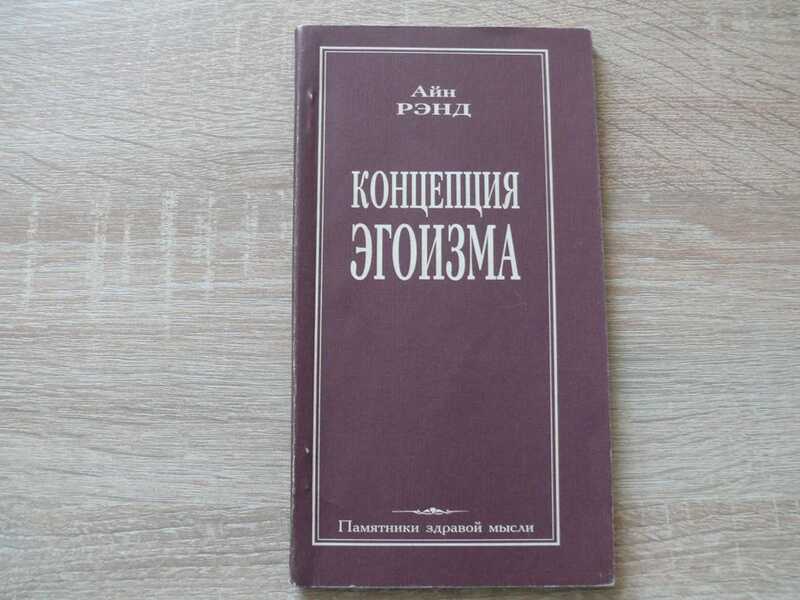 Айн
РЭНД
КОНЦЕПЦИЯ
ЭГОИЗМА
Памятники здравой мысли